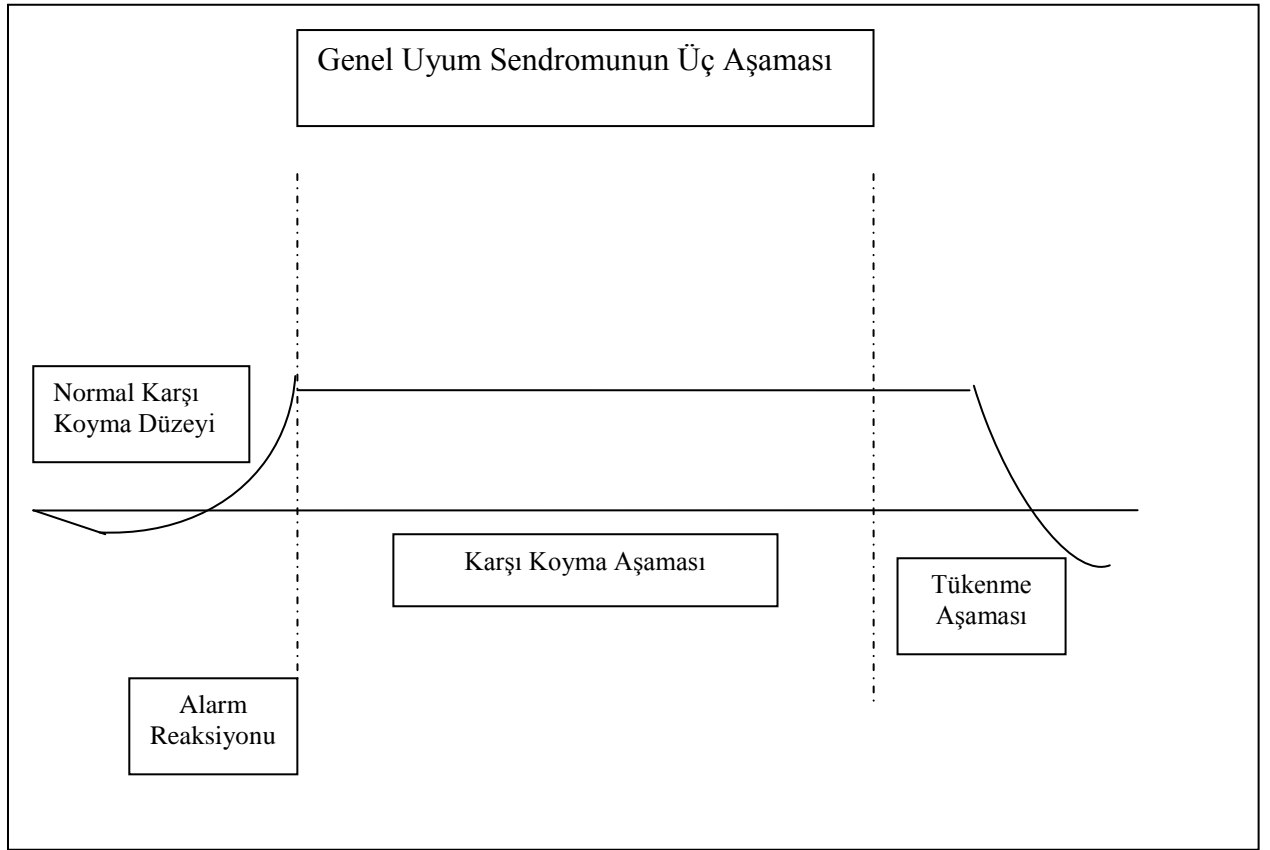 Genel Uyum Sendromunun Üç Aşaması
Normal Karşı
Koyma Düzeyi
Karşı Koyma Aşaması
Tükenme
Aşaması
Alarm
Reaksiyonu